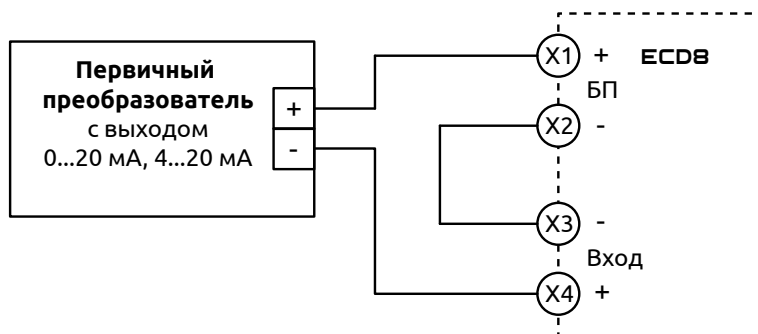 Первичный
преобразователь
с выходом
0...20 мА, 4...20 мА
+
-
X1 + ECD8
БП
X2 -
X3 -
Вход
X4 +